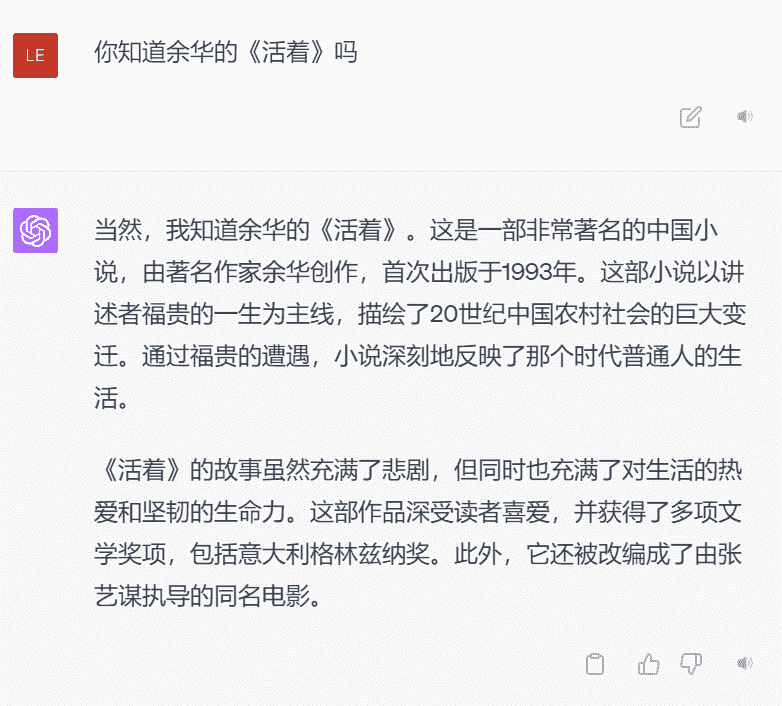 LE
你知道余华的《活着》吗
当然，我知道余华的《活着》。这是一部非常著名的中国小
说，由著名作家余华创作，首次出版于1993年。这部小说以讲
述者福贵的一生为主线，描绘了20世纪中国农村社会的巨大变
迁。通过福贵的遭遇，小说深刻地反映了那个时代普通人的生
活。
《活着》的故事虽然充满了悲剧，但同时也充满了对生活的热
爱和坚韧的生命力。这部作品深受读者喜爱，并获得了多项文
学奖项，包括意大利格林兹纳奖。此外，它还被改编成了由张
艺谋执导的同名电影。